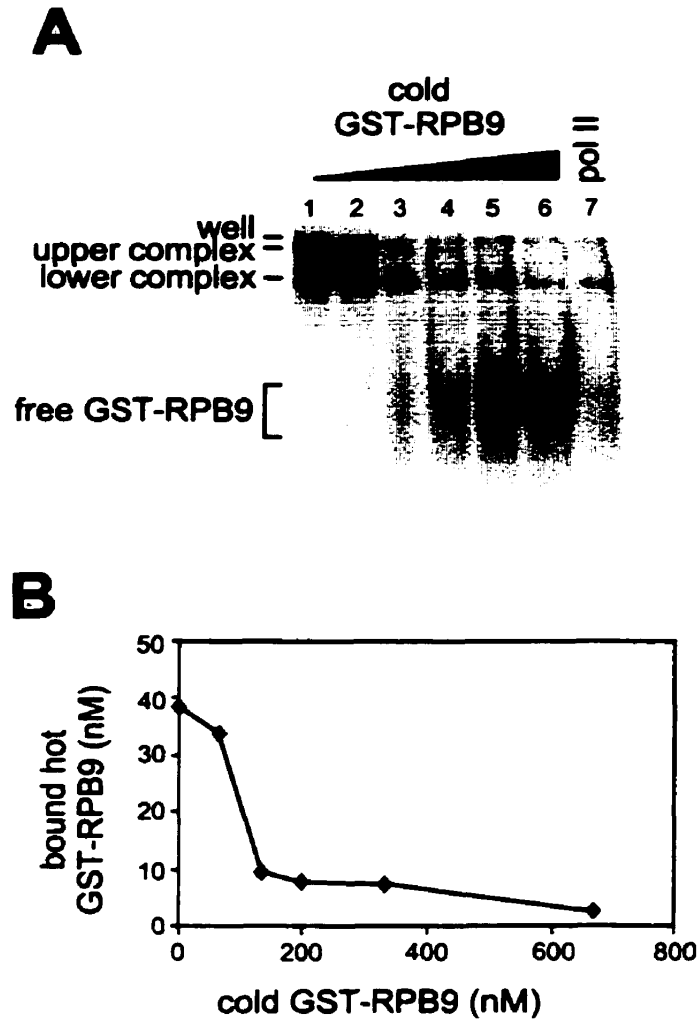 A
cold
GST-RPB9
pol II
1 2 3 4 5 6 7
well
upper complex
lower complex
free GST-RPB9
B
50
40
30
20
10
0
bound hot
GST-RPB9 (nM)
0 200 400 600 800
cold GST-RPB9 (nM)